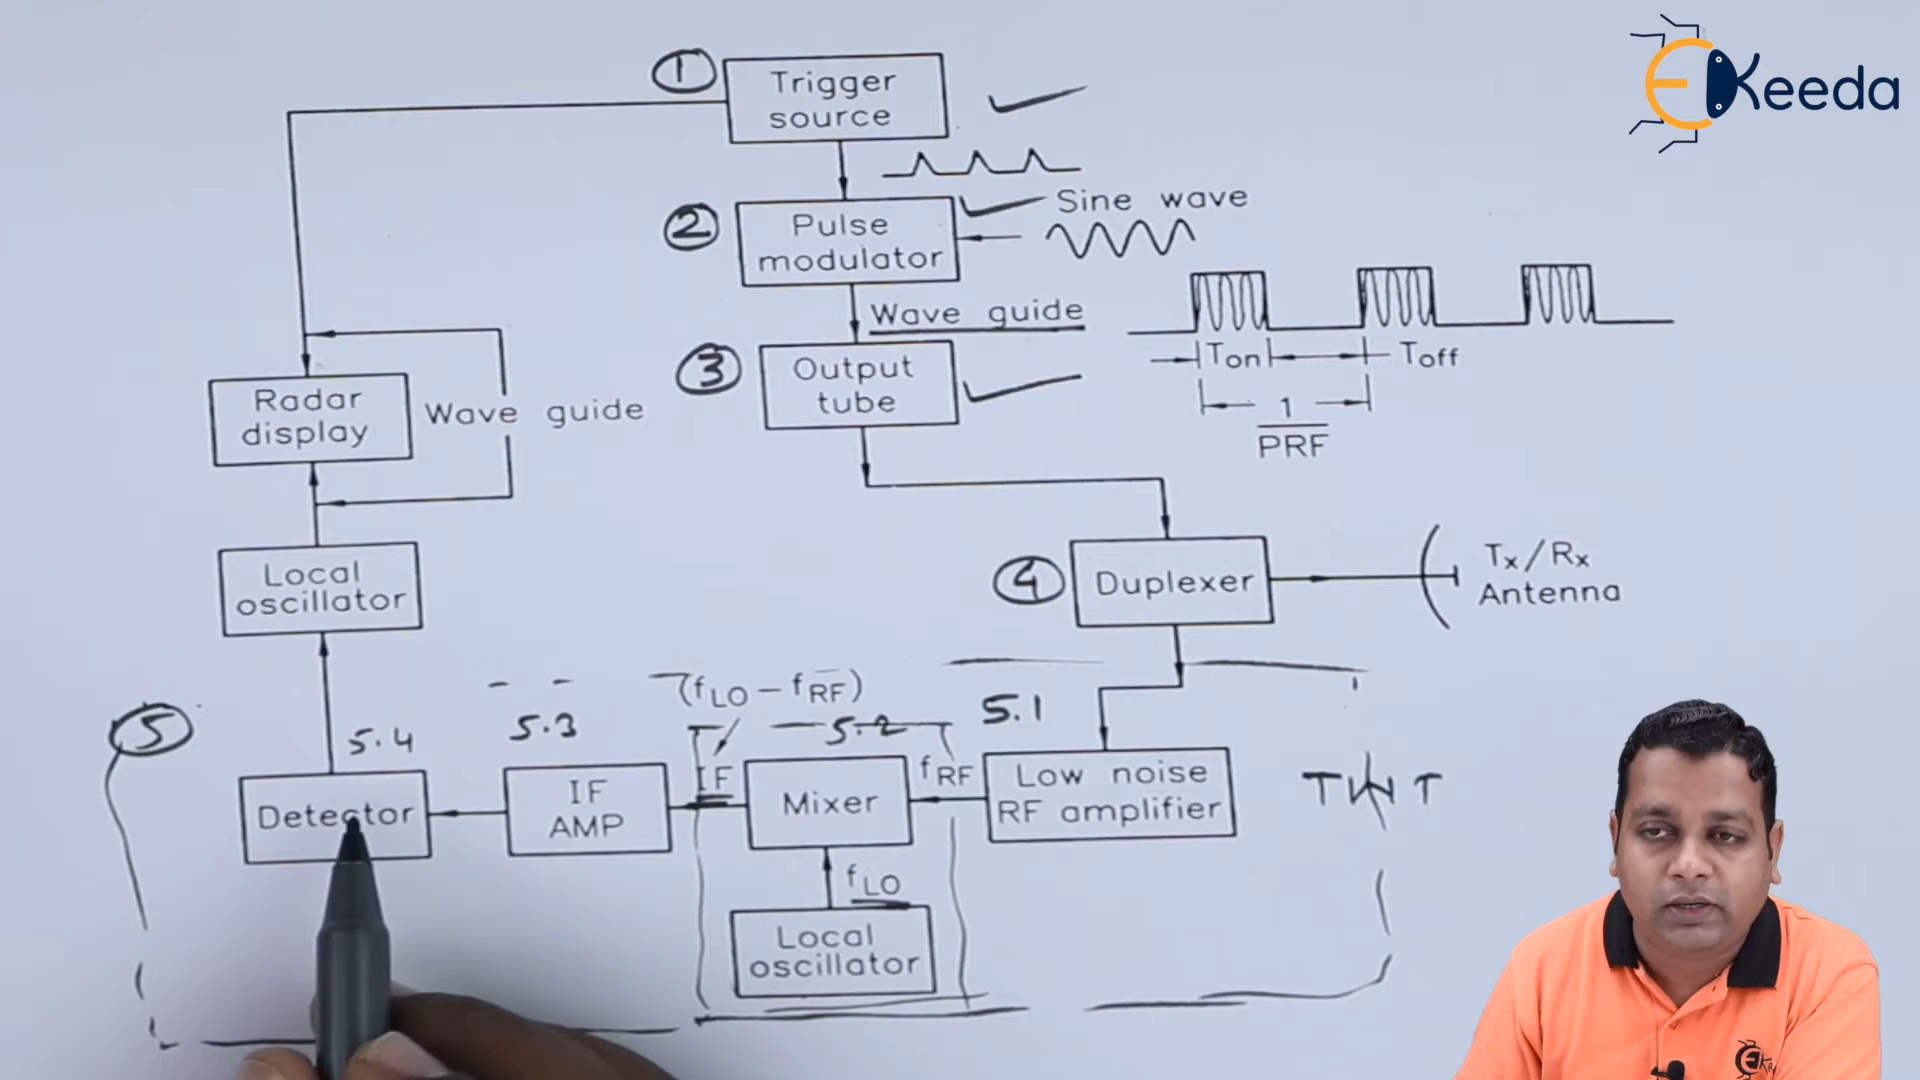 EKeeda
1
Trigger
source
2
Pulse
modulator
Sine wave
Wave guide
3
Output
tube
Ton
Toff
1
PRF
Radar
display
Wave guide
4
Duplexer
Tx/Rx
Antenna
Local
oscillator
5
5.4
5.3
(fLO – fRF)
5.2
5.1
Detector
IF
AMP
IF
Mixer
fRF
Low noise
RF amplifier
fLO
Local
oscillator